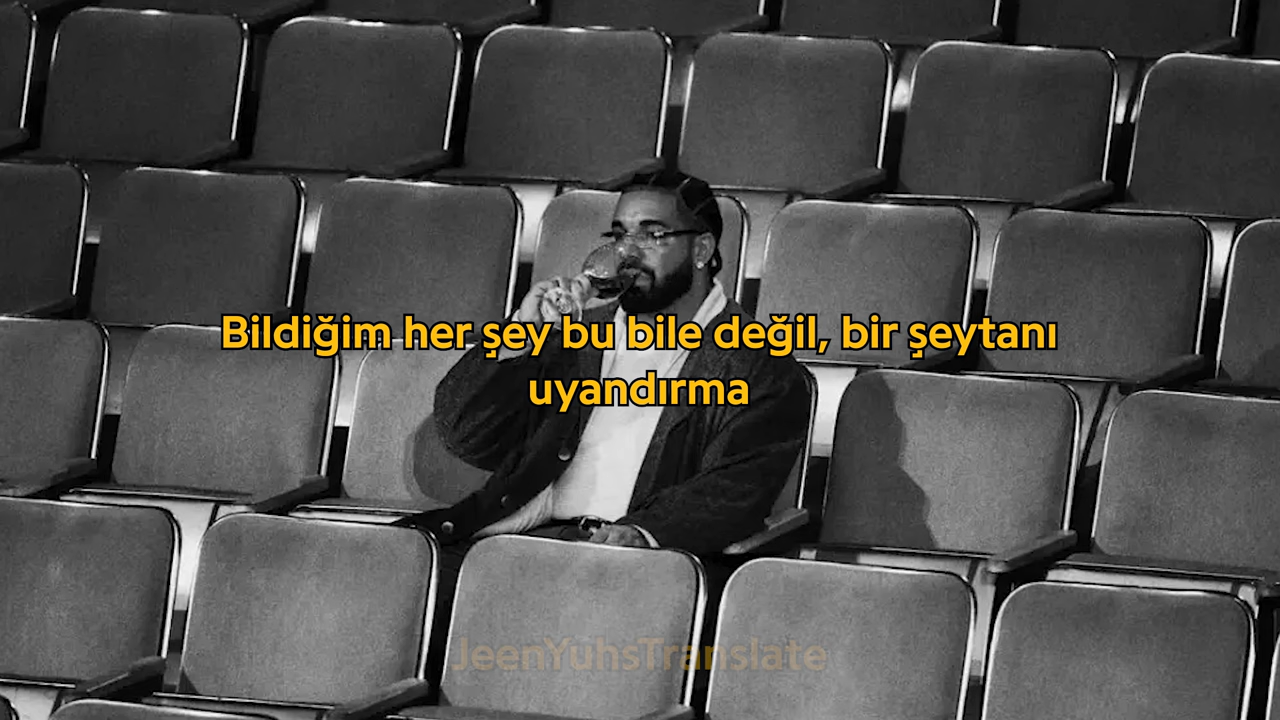 Bildiğim her şey bu bile değil, bir şeytanı
uyandırma
JeenYuhsTranslate